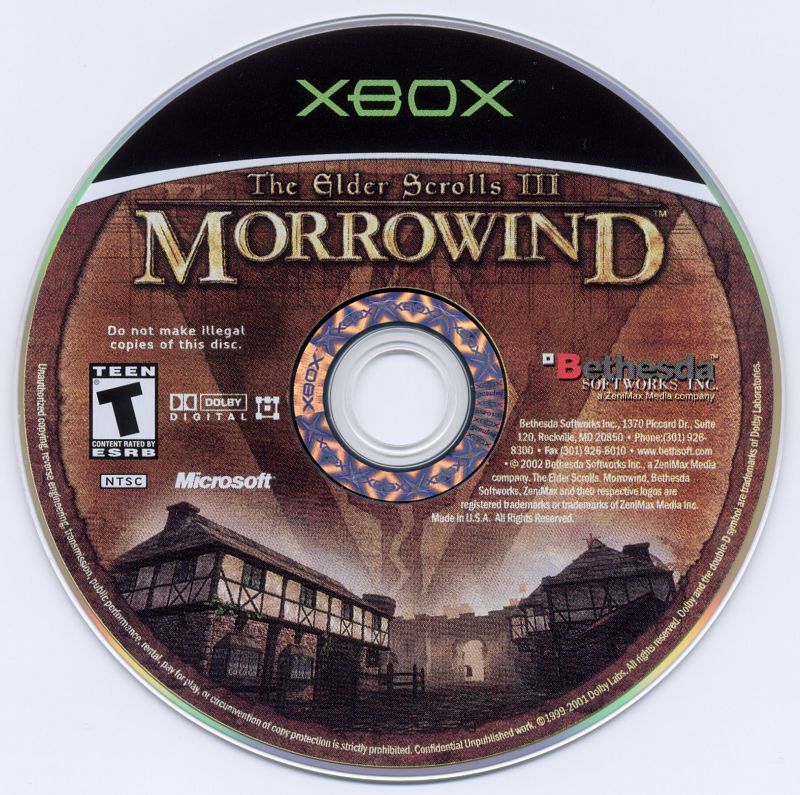 XBOX™
The Elder Scrolls III
MORROWIND™
Do not make illegal
copies of this disc.
TEEN
T
CONTENT RATED BY
ESRB
DOLBY
DIGITAL
NTSC
Microsoft
XBOX
Bethesda™
SOFTWORKS INC.
a ZeniMax Media company
Bethesda Softworks Inc., 1370 Piccard Dr., Suite
120, Rockville, MD 20850 • Phone:(301) 926-
8300 • Fax (301) 926-8010 • www.bethsoft.com
• © 2002 Bethesda Softworks Inc., a ZeniMax Media
company. The Elder Scrolls, Morrowind, Bethesda
Softworks, ZeniMax and their respective logos are
registered trademarks or trademarks of ZeniMax Media Inc.
Made in U.S.A. All Rights Reserved.
Unauthorized copying, reverse engineering, transmission, public performance, rental, pay for play, or circumvention of copy protection is strictly prohibited. Confidential Unpublished work. ©1999-2001 Dolby Labs. All rights reserved. Dolby and the double-D symbol are trademarks of Dolby Laboratories.